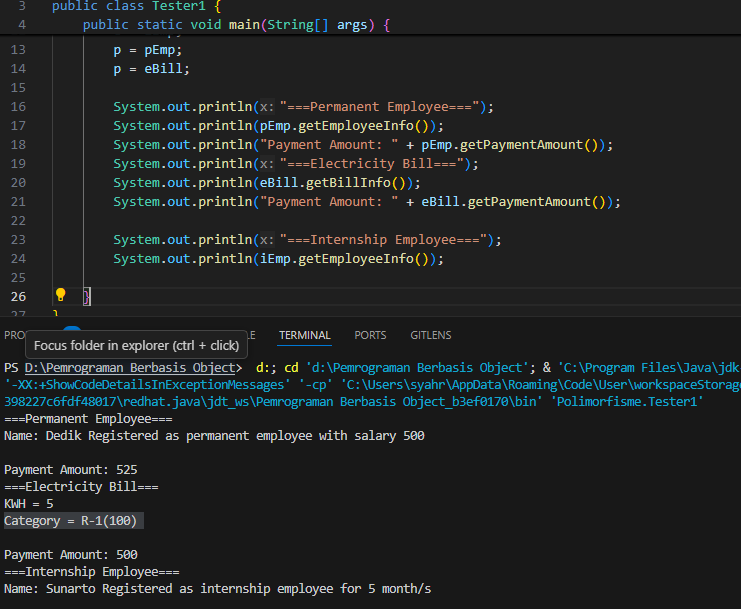 3 public class Tester1 {
4 public static void main(String[] args) {
13 p = pEmp;
14 p = eBill;
15
16 System.out.println(x: "===Permanent Employee===");
17 System.out.println(pEmp.getEmployeeInfo());
18 System.out.println("Payment Amount: " + pEmp.getPaymentAmount());
19 System.out.println(x: "===Electricity Bill===");
20 System.out.println(eBill.getBillInfo());
21 System.out.println("Payment Amount: " + eBill.getPaymentAmount());
22
23 System.out.println(x: "===Internship Employee===");
24 System.out.println(iEmp.getEmployeeInfo());
25
26 }
27 }
PRO LE TERMINAL PORTS GITLENS
Focus folder in explorer (ctrl + click)
PS D:\Pemrograman Berbasis Object> d:; cd 'd:\Pemrograman Berbasis Object'; & 'C:\Program Files\Java\jdk
'-XX:+ShowCodeDetailsInExceptionMessages' '-cp' 'C:\Users\syahr\AppData\Roaming\Code\User\workspaceStorag
398227c6fdf48017\redhat.java\jdt_ws\Pemrograman Berbasis Object_b3ef0170\bin' 'Polimorfisme.Tester1'
===Permanent Employee===
Name: Dedik Registered as permanent employee with salary 500
Payment Amount: 525
===Electricity Bill===
KWH = 5
Category = R-1(100)
Payment Amount: 500
===Internship Employee===
Name: Sunarto Registered as internship employee for 5 month/s